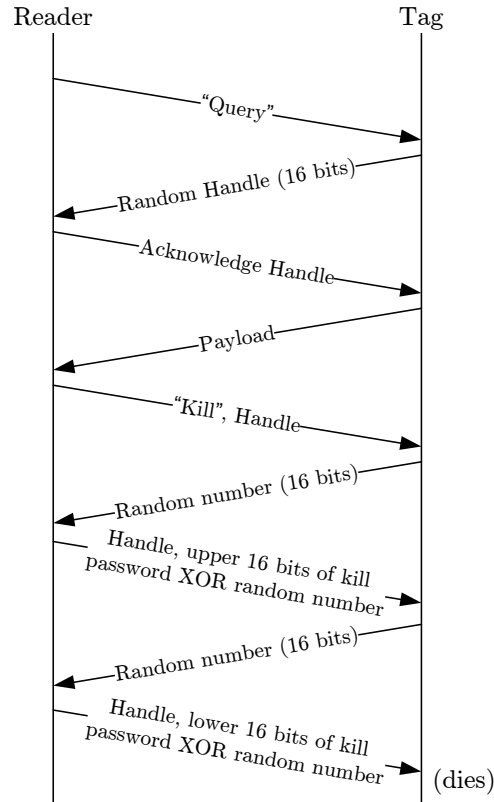 Reader
Tag
“Query”
Random Handle (16 bits)
Acknowledge Handle
Payload
“Kill”, Handle
Random number (16 bits)
Handle, upper 16 bits of kill
password XOR random number
Random number (16 bits)
Handle, lower 16 bits of kill
password XOR random number
(dies)